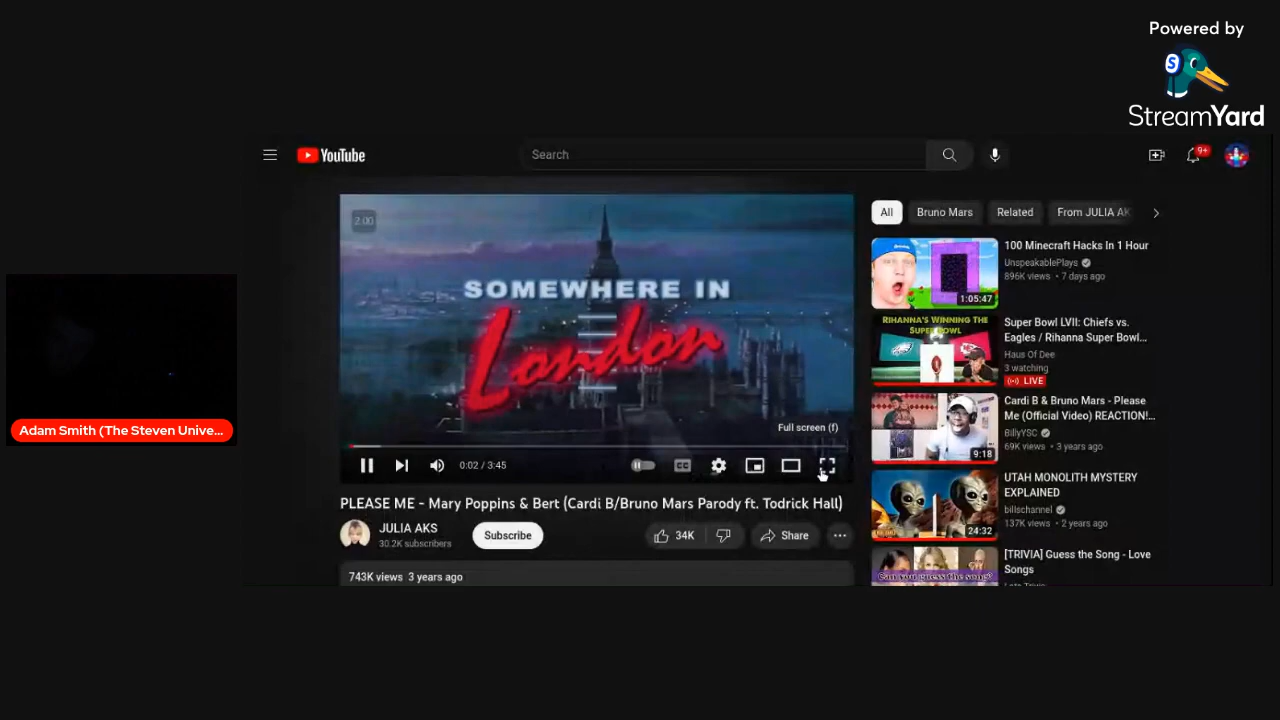 Powered by
StreamYard
YouTube
Search
9+
2:00
SOMEWHERE IN
London
Full screen (f)
0:02 / 3:45
CC
PLEASE ME - Mary Poppins & Bert (Cardi B/Bruno Mars Parody ft. Todrick Hall)
JULIA AKS
30.2K subscribers
Subscribe
34K
Share
743K views 3 years ago
All
Bruno Mars
Related
From JULIA AK
100 Minecraft Hacks In 1 Hour
UnspeakablePlays
896K views • 7 days ago
1:05:47
RIHANNA'S WINNING THE
SUPER BOWL
Super Bowl LVII: Chiefs vs.
Eagles / Rihanna Super Bowl...
Haus Of Dee
3 watching
LIVE
Cardi B & Bruno Mars - Please
Me (Official Video) REACTION!...
BillyYSC
69K views • 3 years ago
9:18
UTAH MONOLITH MYSTERY
EXPLAINED
billschannel
137K views • 2 years ago
24:32
[TRIVIA] Guess the Song - Love
Songs
Can you guess the song?
Adam Smith (The Steven Unive...